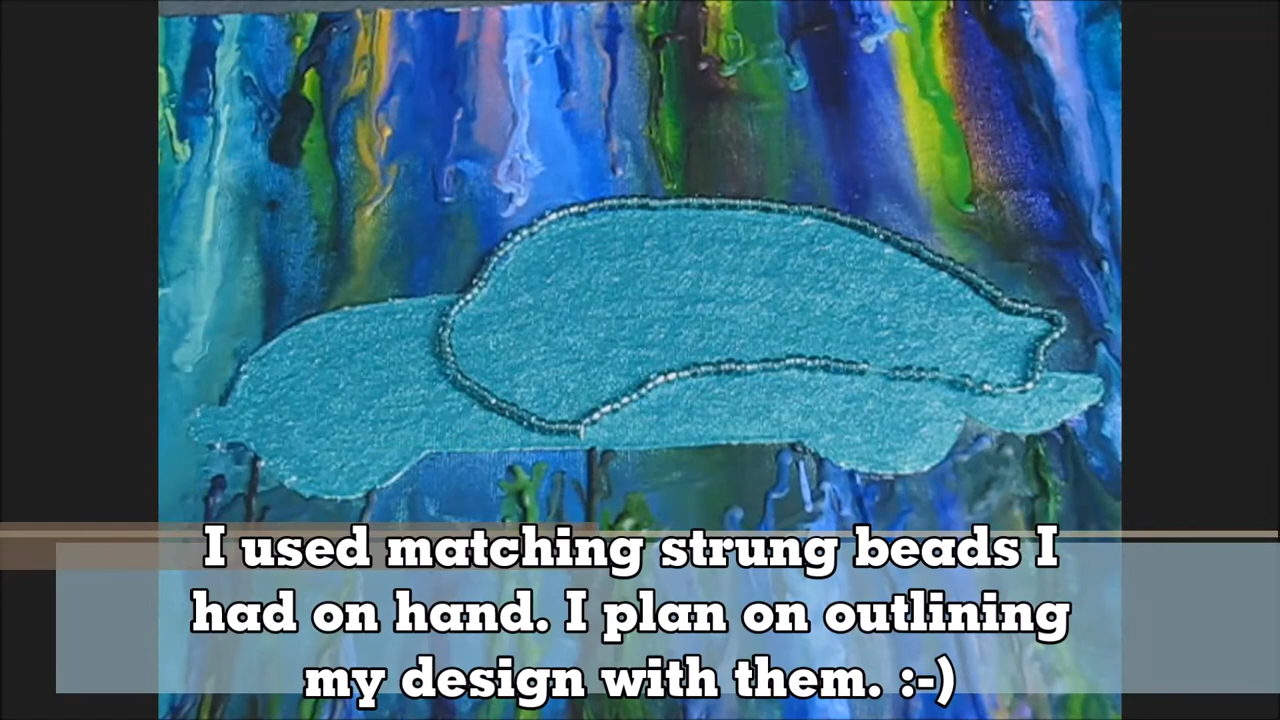 I used matching strung beads I
had on hand. I plan on outlining
my design with them. :-)